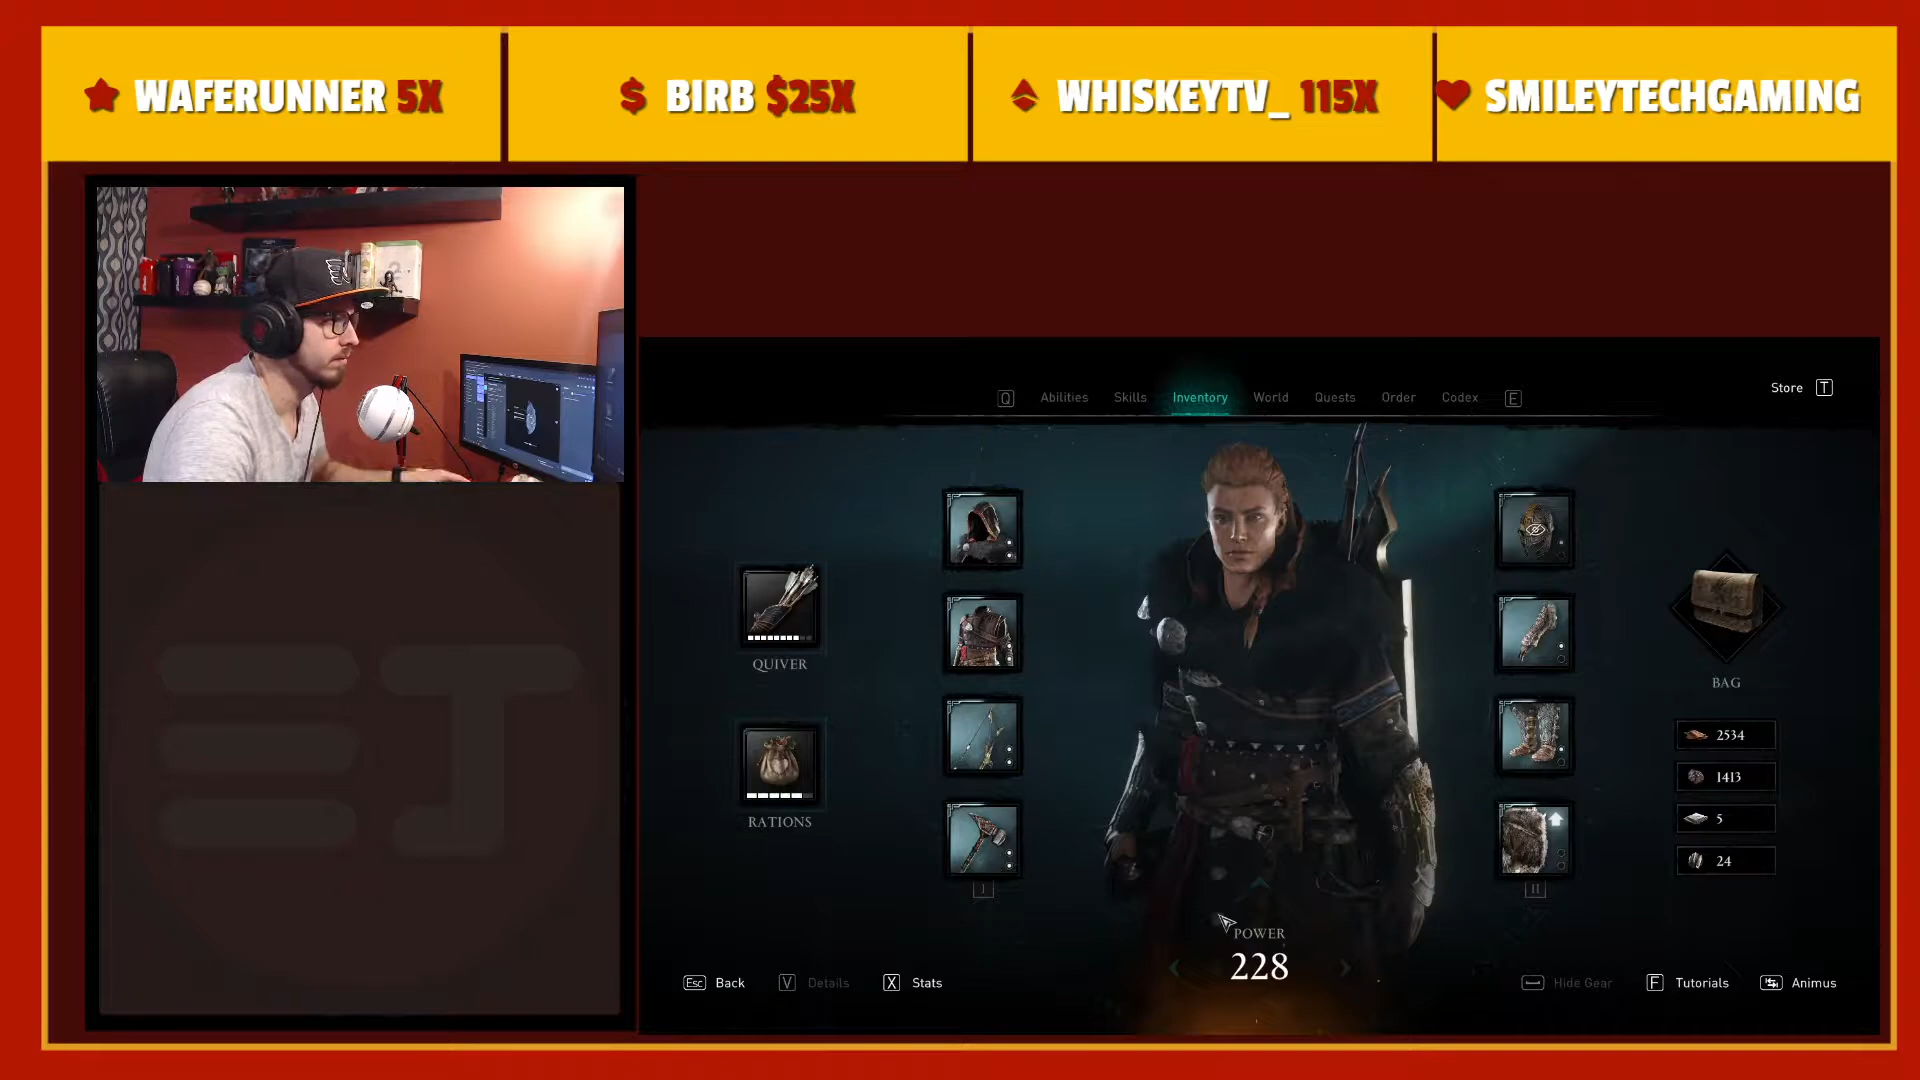 WAFERUNNER 5X
$ BIRB $25X
WHISKEYTV_ 115X
SMILEYTECHGAMING
Store T
Q Abilities Skills Inventory World Quests Order Codex E
QUIVER
RATIONS
BAG
2534
1413
5
24
I
II
POWER
228
Esc Back V Details X Stats
Hide Gear F Tutorials Animus